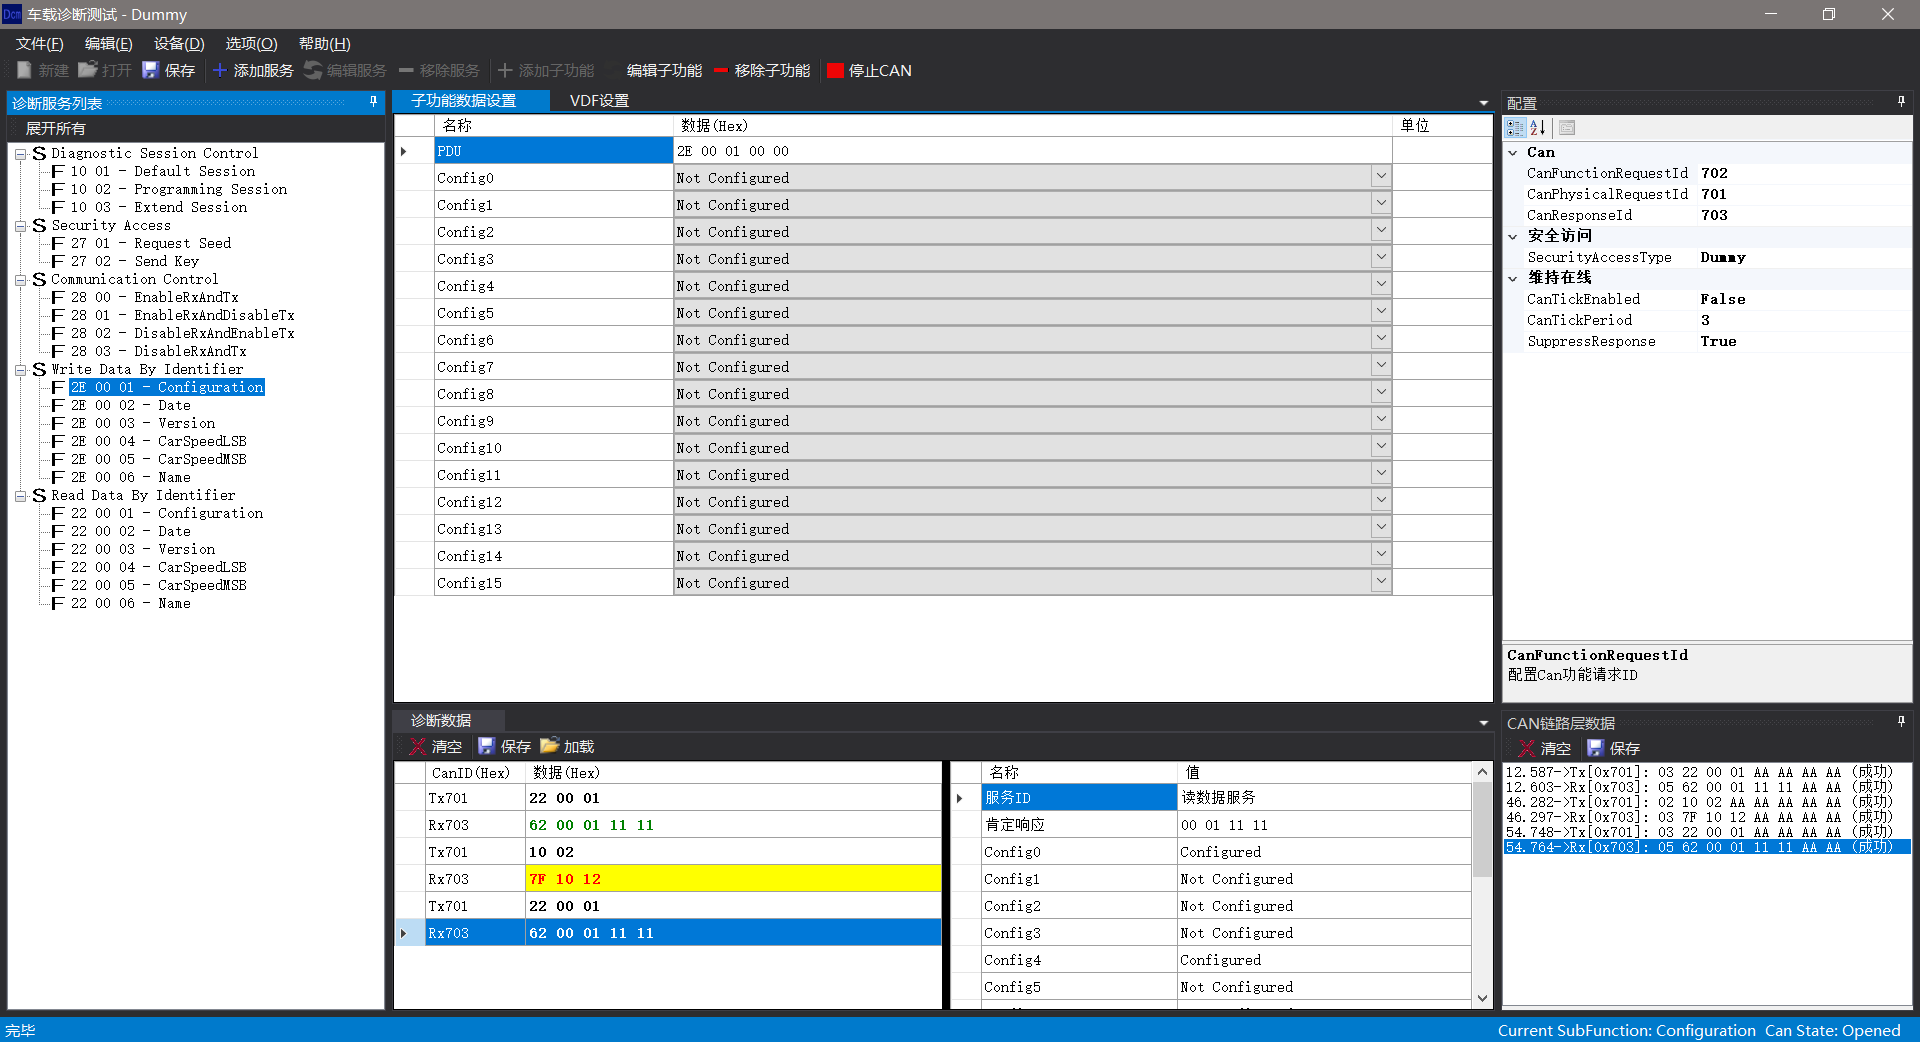 Dcm 车载诊断测试 - Dummy
文件(F) 编辑(E) 设备(D) 选项(O) 帮助(H)
新建 打开 保存 添加服务 编辑服务 移除服务 添加子功能 编辑子功能 移除子功能 停止CAN
诊断服务列表
展开所有
S Diagnostic Session Control
F 10 01 - Default Session
F 10 02 - Programming Session
F 10 03 - Extend Session
S Security Access
F 27 01 - Request Seed
F 27 02 - Send Key
S Communication Control
F 28 00 - EnableRxAndTx
F 28 01 - EnableRxAndDisableTx
F 28 02 - DisableRxAndEnableTx
F 28 03 - DisableRxAndTx
S Write Data By Identifier
F 2E 00 01 - Configuration
F 2E 00 02 - Date
F 2E 00 03 - Version
F 2E 00 04 - CarSpeedLSB
F 2E 00 05 - CarSpeedMSB
F 2E 00 06 - Name
S Read Data By Identifier
F 22 00 01 - Configuration
F 22 00 02 - Date
F 22 00 03 - Version
F 22 00 04 - CarSpeedLSB
F 22 00 05 - CarSpeedMSB
F 22 00 06 - Name
子功能数据设置 VDF设置
名称 数据(Hex) 单位
PDU 2E 00 01 00 00
Config0 Not Configured
Config1 Not Configured
Config2 Not Configured
Config3 Not Configured
Config4 Not Configured
Config5 Not Configured
Config6 Not Configured
Config7 Not Configured
Config8 Not Configured
Config9 Not Configured
Config10 Not Configured
Config11 Not Configured
Config12 Not Configured
Config13 Not Configured
Config14 Not Configured
Config15 Not Configured
诊断数据
清空 保存 加载
CanID(Hex) 数据(Hex)
Tx701 22 00 01
Rx703 62 00 01 11 11
Tx701 10 02
Rx703 7F 10 12
Tx701 22 00 01
Rx703 62 00 01 11 11
名称 值
服务ID 读数据服务
肯定响应 00 01 11 11
Config0 Configured
Config1 Not Configured
Config2 Not Configured
Config3 Not Configured
Config4 Configured
Config5 Not Configured
配置
Can
CanFunctionRequestId 702
CanPhysicalRequestId 701
CanResponseId 703
安全访问
SecurityAccessType Dummy
维持在线
CanTickEnabled False
CanTickPeriod 3
SuppressResponse True
CanFunctionRequestId
配置Can功能请求ID
CAN链路层数据
清空 保存
12.587->Tx[0x701]: 03 22 00 01 AA AA AA AA (成功)
12.603->Rx[0x703]: 05 62 00 01 11 11 AA AA (成功)
46.282->Tx[0x701]: 02 10 02 AA AA AA AA AA (成功)
46.297->Rx[0x703]: 03 7F 10 12 AA AA AA AA (成功)
54.748->Tx[0x701]: 03 22 00 01 AA AA AA AA (成功)
54.764->Rx[0x703]: 05 62 00 01 11 11 AA AA (成功)
完毕
Current SubFunction: Configuration Can State: Opened